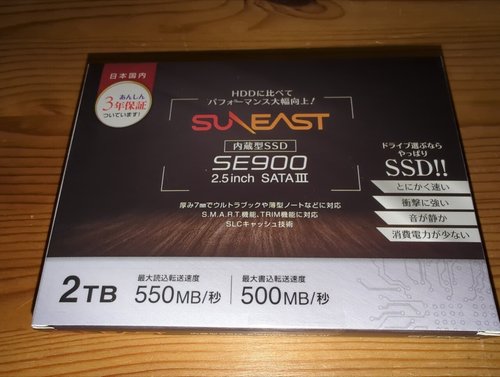 日本国内
あんしん
3年保証
ついています!
HDDに比べて
パフォーマンス大幅向上!
SUNEAST
内蔵型SSD
SE900
2.5inch SATA III
厚み7mmでウルトラブックや薄型ノートなどに対応
S.M.A.R.T.機能、TRIM機能に対応
SLCキャッシュ技術
ドライブ選ぶなら
やっぱり
SSD!!
とにかく速い
衝撃に強い
音が静か
消費電力が少ない
2TB
最大読込転送速度
550MB/秒
最大書込転送速度
500MB/秒